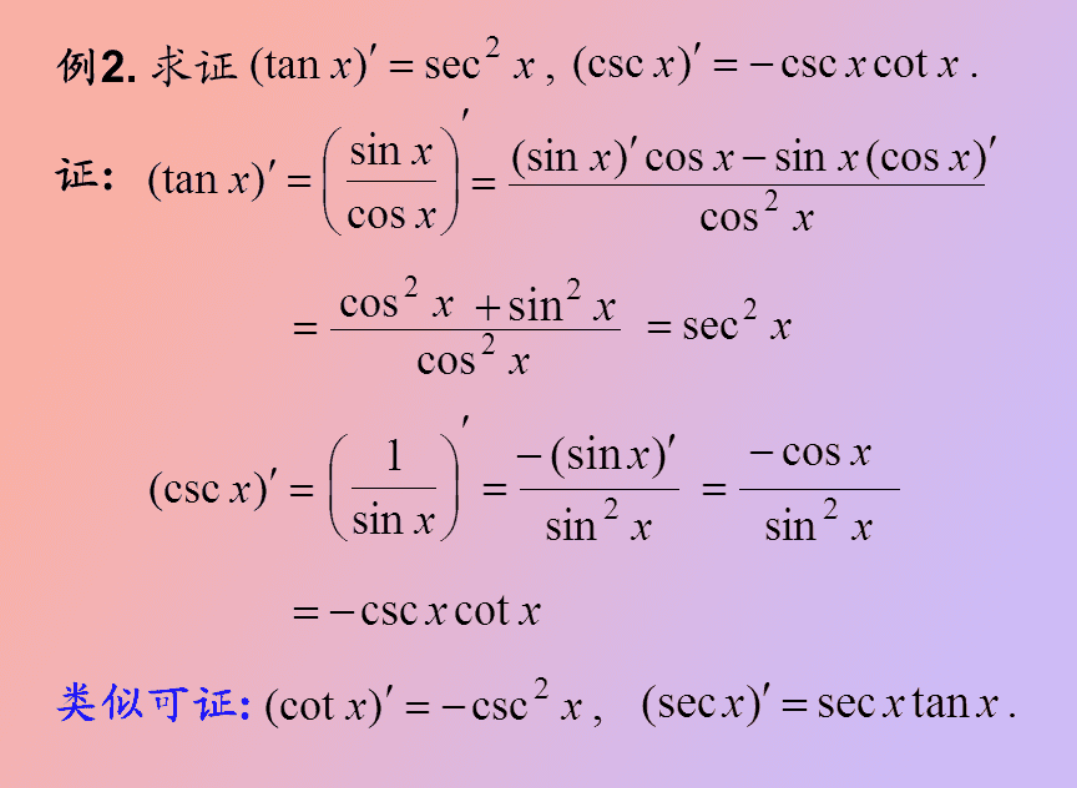 例2. 求证 (tan x)′ = sec² x , (csc x)′ = − csc x cot x .
证: (tan x)′ = (sin x / cos x)′ = ((sin x)′ cos x − sin x (cos x)′) / cos² x
= (cos² x + sin² x) / cos² x = sec² x
(csc x)′ = (1 / sin x)′ = −(sin x)′ / sin² x = − cos x / sin² x
= − csc x cot x
类似可证: (cot x)′ = − csc² x , (sec x)′ = sec x tan x .